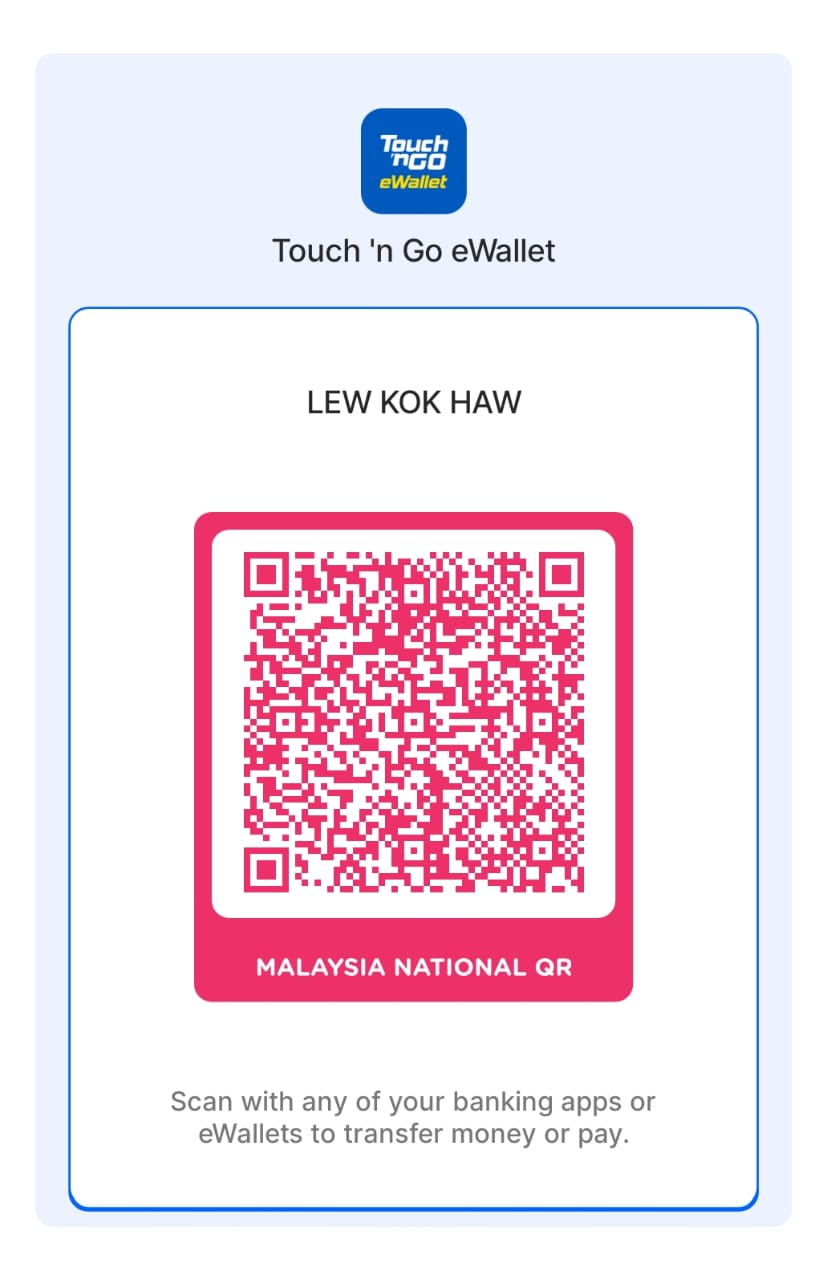 Touch
'nGO
eWallet
Touch 'n Go eWallet
LEW KOK HAW
MALAYSIA NATIONAL QR
Scan with any of your banking apps or
eWallets to transfer money or pay.